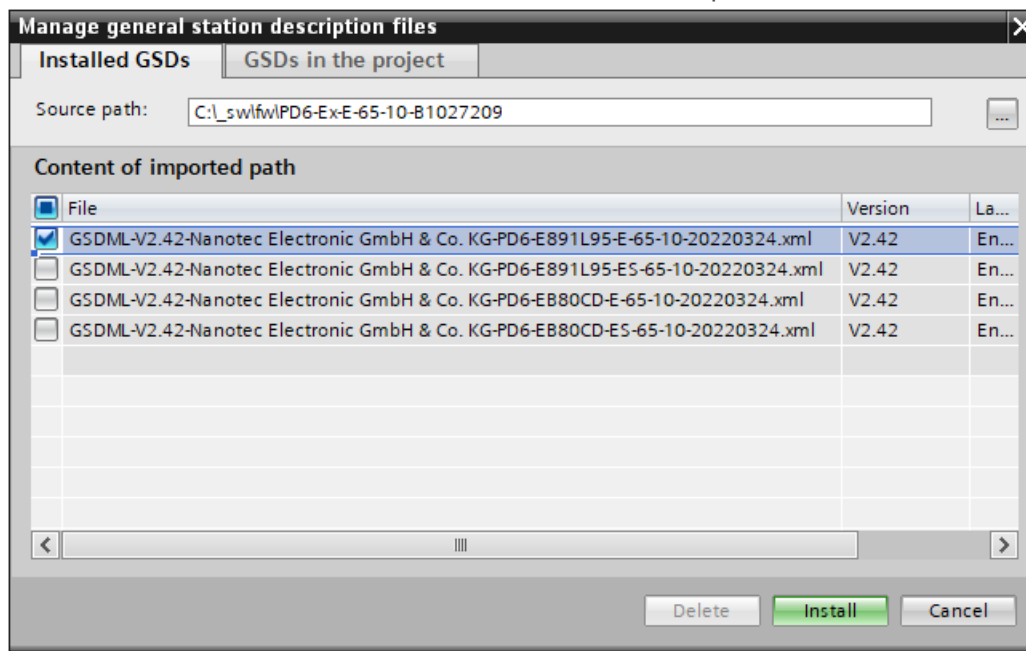 Manage general station description files
Installed GSDs GSDs in the project
Source path: C:\_sw\fw\PD6-Ex-E-65-10-B1027209 ...
Content of imported path
File Version La...
GSDML-V2.42-Nanotec Electronic GmbH & Co. KG-PD6-E891L95-E-65-10-20220324.xml V2.42 En...
GSDML-V2.42-Nanotec Electronic GmbH & Co. KG-PD6-E891L95-ES-65-10-20220324.xml V2.42 En...
GSDML-V2.42-Nanotec Electronic GmbH & Co. KG-PD6-EB80CD-E-65-10-20220324.xml V2.42 En...
GSDML-V2.42-Nanotec Electronic GmbH & Co. KG-PD6-EB80CD-ES-65-10-20220324.xml V2.42 En...
Delete Install Cancel